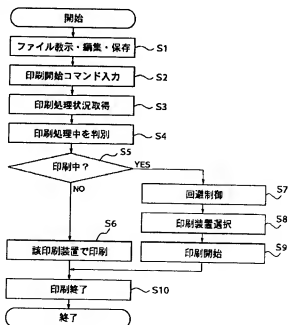 開始
ファイル教示・編集・保存
S1
印刷開始コマンド入力
S2
印刷処理状況取得
S3
印刷処理中を判別
S4
S5
印刷中?
YES
NO
回避制御
S7
印刷装置選択
S8
S6
該印刷装置で印刷
印刷開始
S9
印刷終了
S10
終了